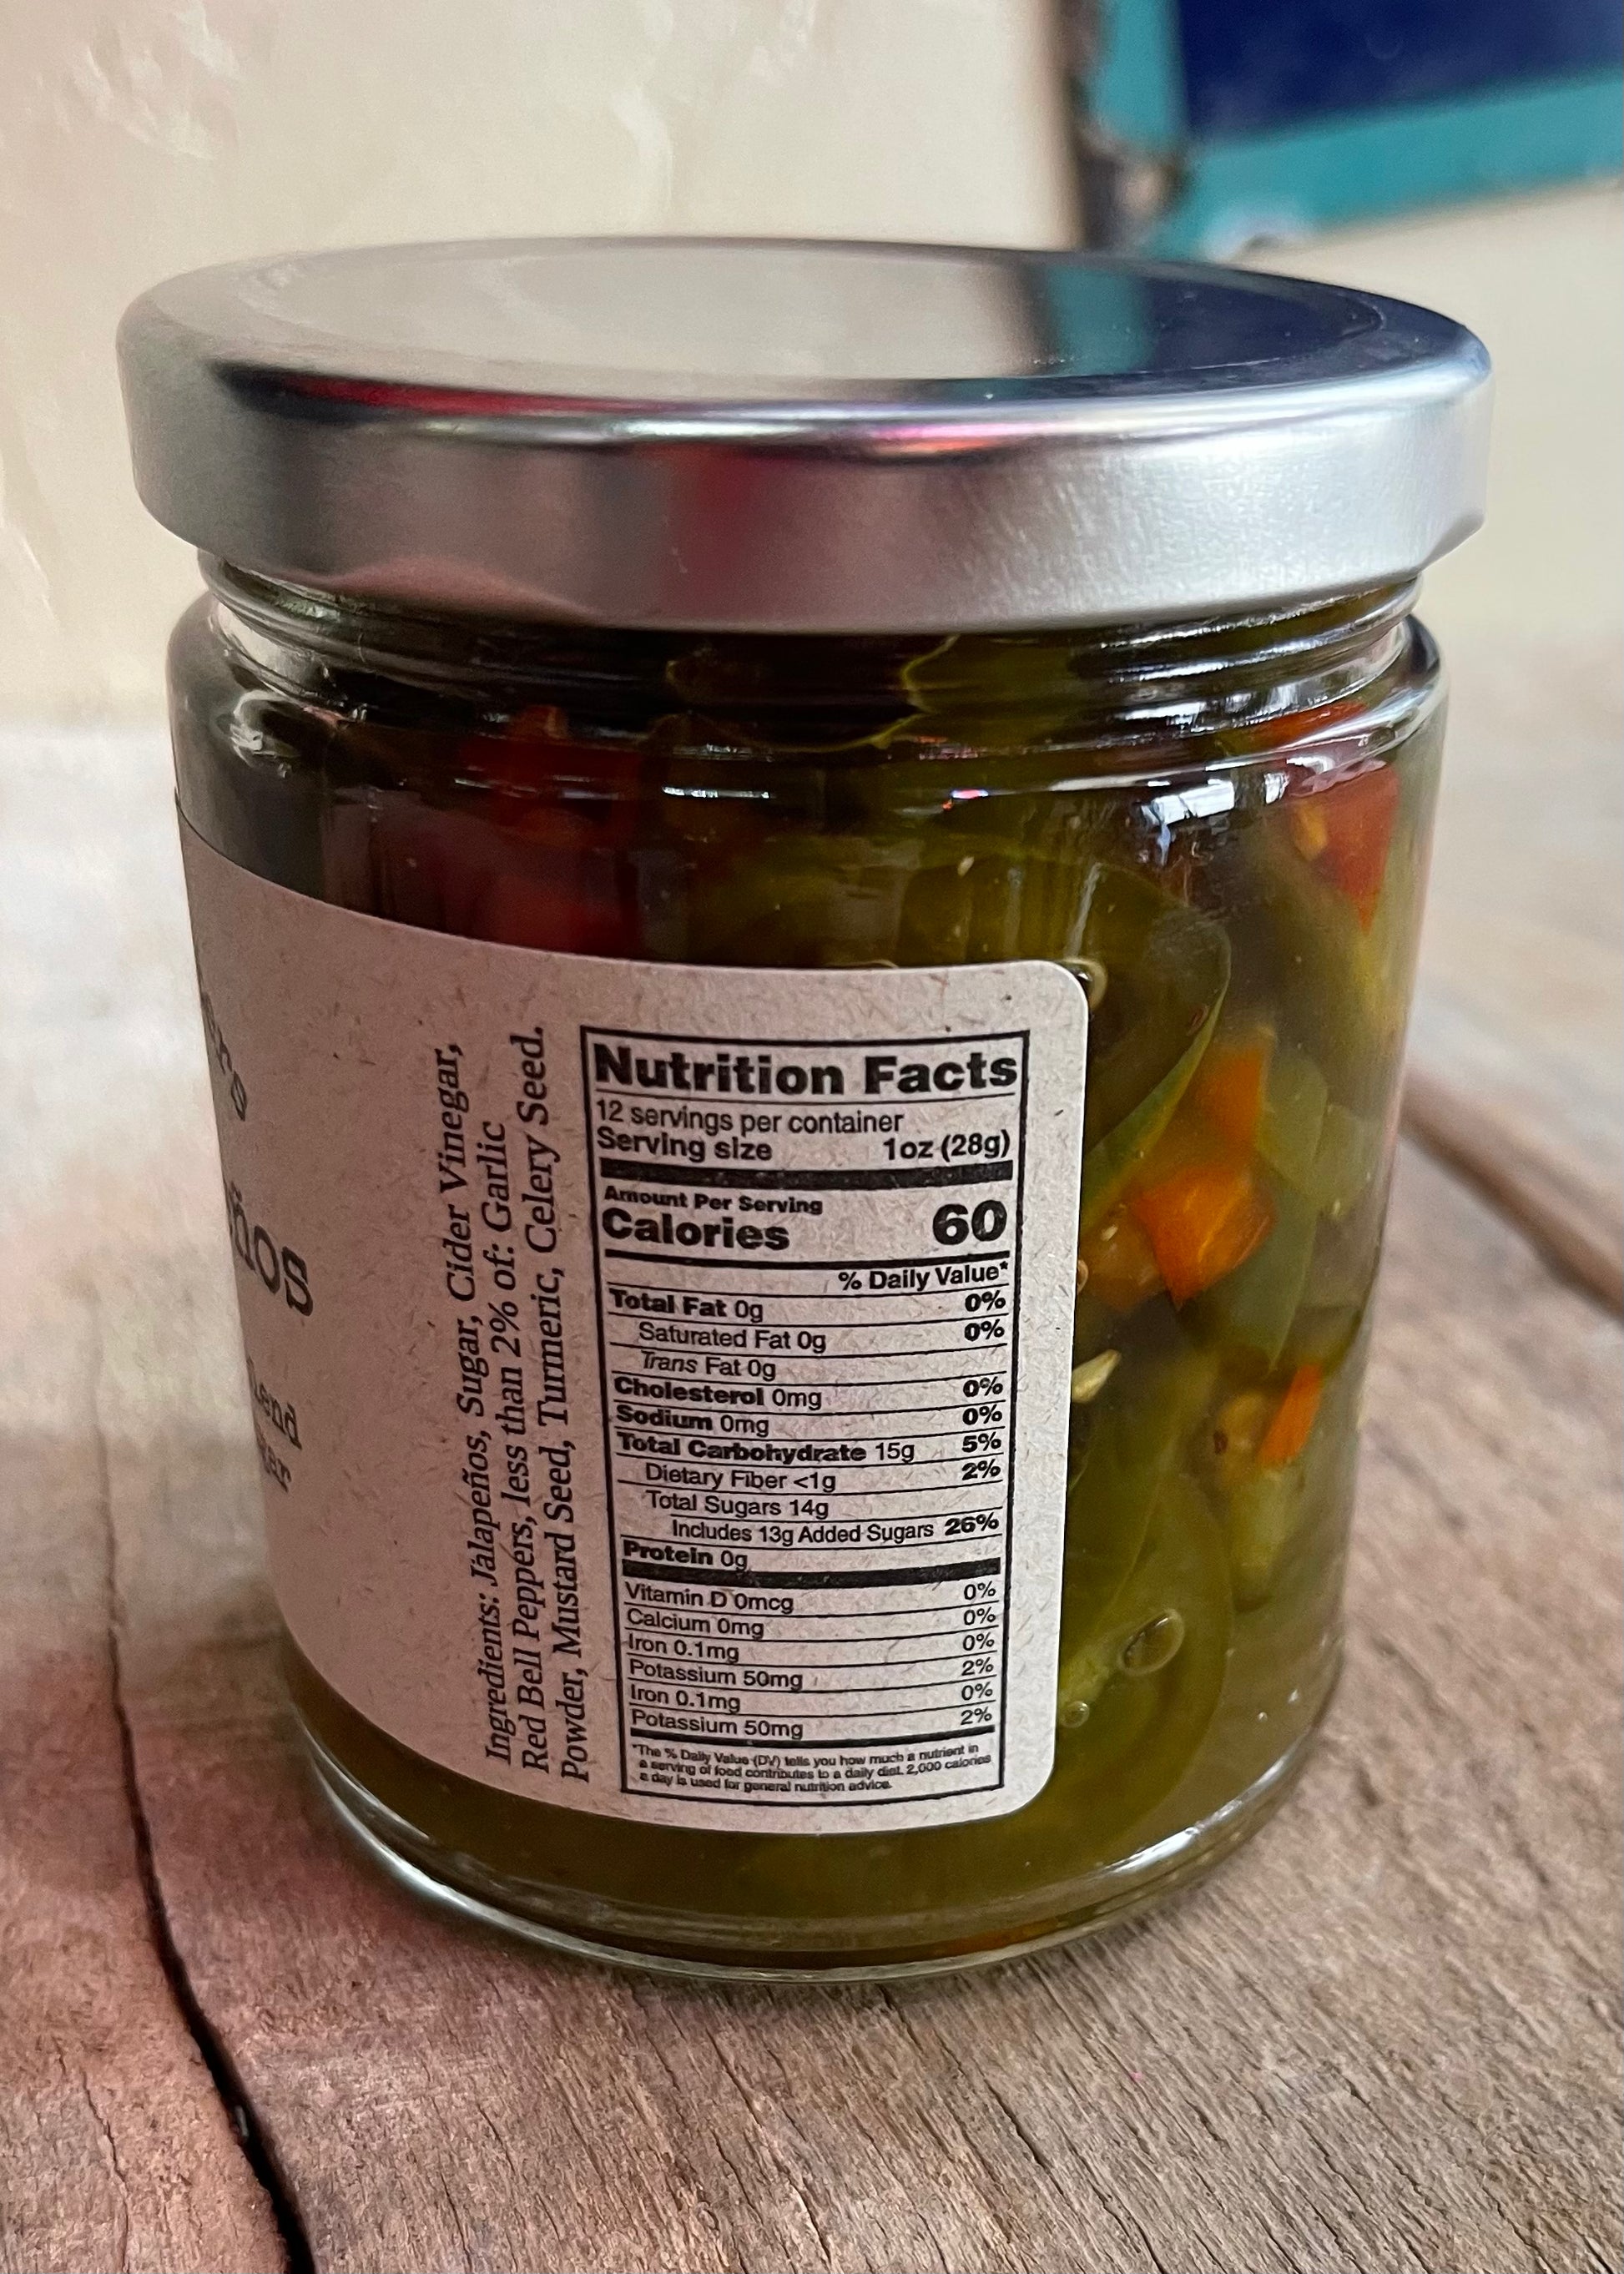 ños
Ingredients: Jalapeños, Sugar, Cider Vinegar,
Red Bell Peppers, less than 2% of: Garlic
Powder, Mustard Seed, Turmeric, Celery Seed.
Nutrition Facts
12 servings per container
Serving size 1oz (28g)
Amount Per Serving
Calories 60
% Daily Value*
Total Fat 0g 0%
Saturated Fat 0g 0%
Trans Fat 0g
Cholesterol 0mg 0%
Sodium 0mg 0%
Total Carbohydrate 15g 5%
Dietary Fiber <1g 2%
Total Sugars 14g
Includes 13g Added Sugars 26%
Protein 0g
Vitamin D 0mcg 0%
Calcium 0mg 0%
Iron 0.1mg 0%
Potassium 50mg 2%
Iron 0.1mg 0%
Potassium 50mg 2%
*The % Daily Value (DV) tells you how much a nutrient in
a serving of food contributes to a daily diet. 2,000 calories
a day is used for general nutrition advice.